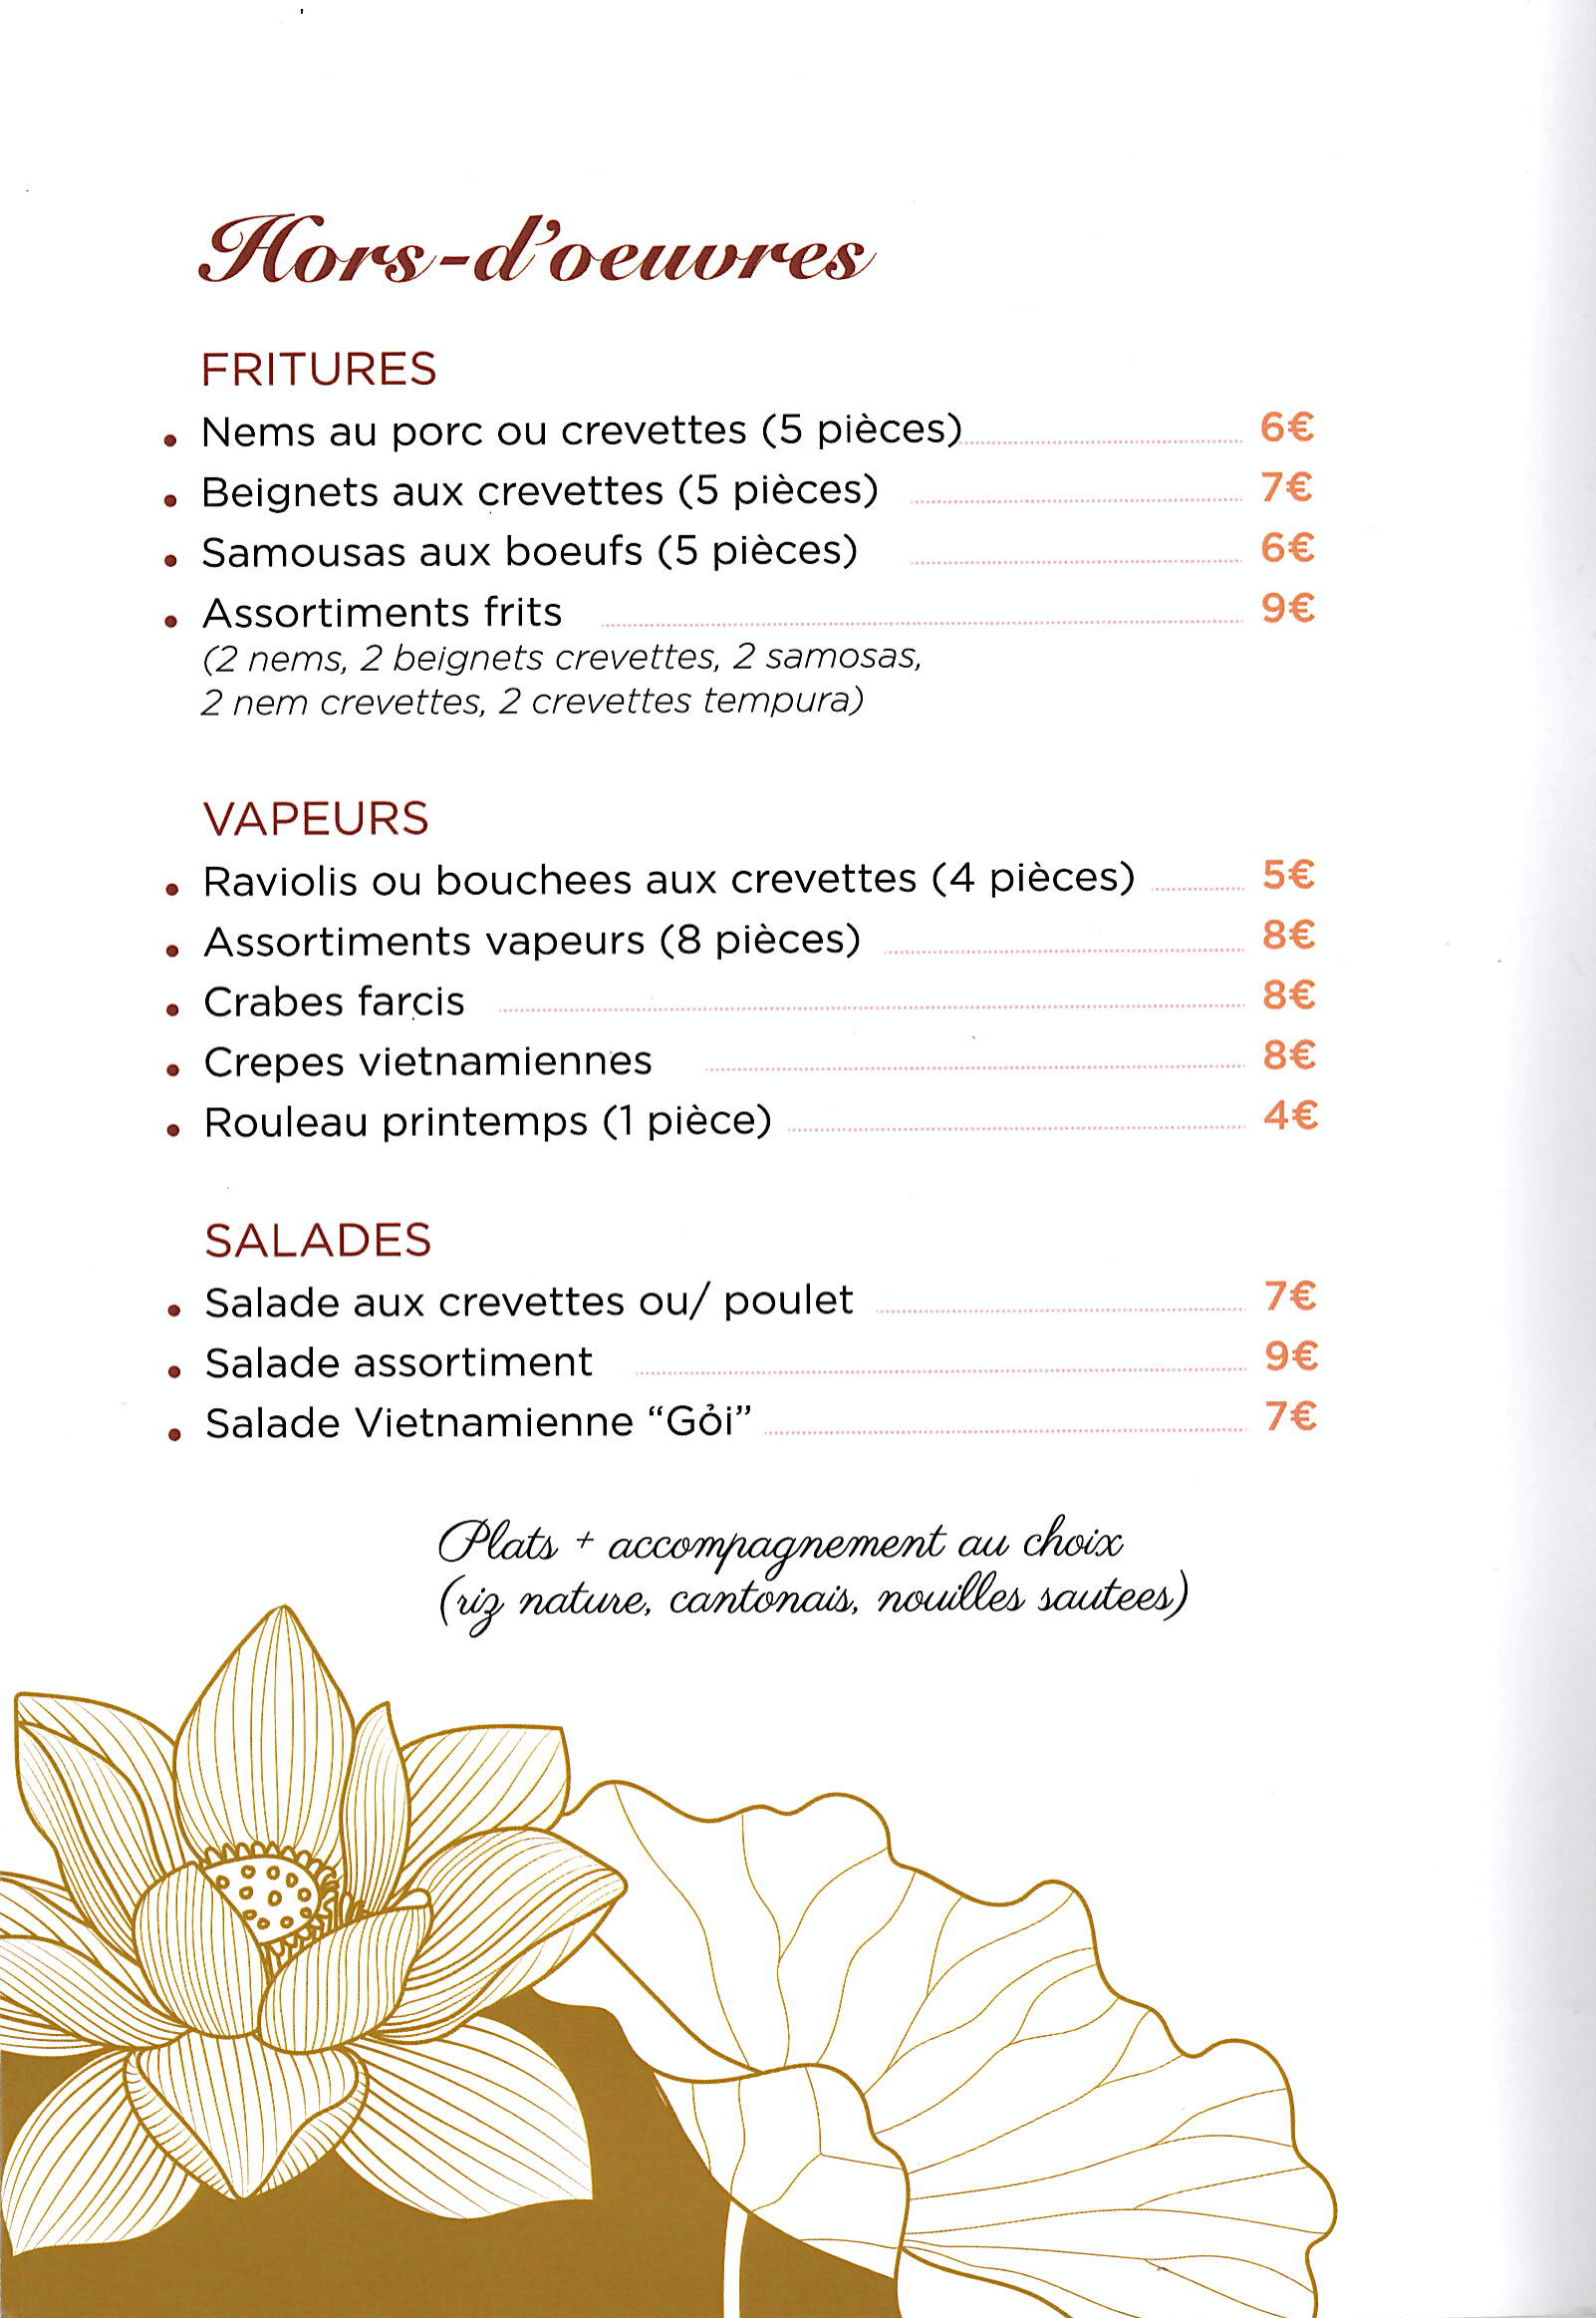 Hors-d'oeuvres
FRITURES
• Nems au porc ou crevettes (5 pièces) 6€
• Beignets aux crevettes (5 pièces) 7€
• Samousas aux boeufs (5 pièces) 6€
• Assortiments frits 9€
(2 nems, 2 beignets crevettes, 2 samosas,
2 nem crevettes, 2 crevettes tempura)
VAPEURS
• Raviolis ou bouchees aux crevettes (4 pièces) 5€
• Assortiments vapeurs (8 pièces) 8€
• Crabes farcis 8€
• Crepes vietnamiennes 8€
• Rouleau printemps (1 pièce) 4€
SALADES
• Salade aux crevettes ou/ poulet 7€
• Salade assortiment 9€
• Salade Vietnamienne “Gỏi” 7€
Plats + accompagnement au choix
(riz nature, cantonais, nouilles sautees)